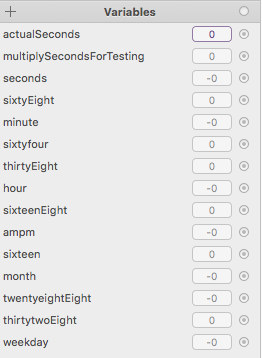 + Variables
actualSeconds 0
multiplySecondsForTesting 0
seconds -0
sixtyEight 0
minute -0
sixtyfour 0
thirtyEight 0
hour -0
sixteenEight 0
ampm -0
sixteen 0
month -0
twentyeightEight -0
thirtytwoEight 0
weekday -0